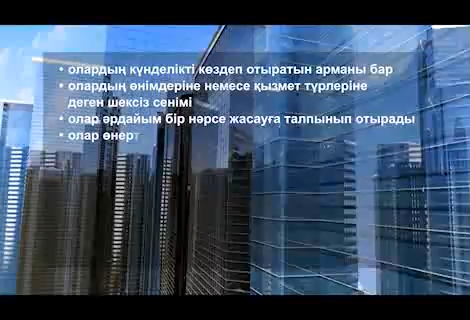 • олардың күнделікті көздеп отыратын арманы бар
• олардың өнімдеріне немесе қызмет түрлеріне
деген шексіз сенімі
• олар әрдайым бір нәрсе жасауға талпынып отырады
• олар өнерт